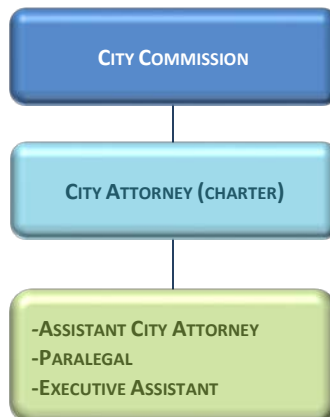 CITY COMMISSION
CITY ATTORNEY (CHARTER)
-ASSISTANT CITY ATTORNEY
-PARALEGAL
-EXECUTIVE ASSISTANT